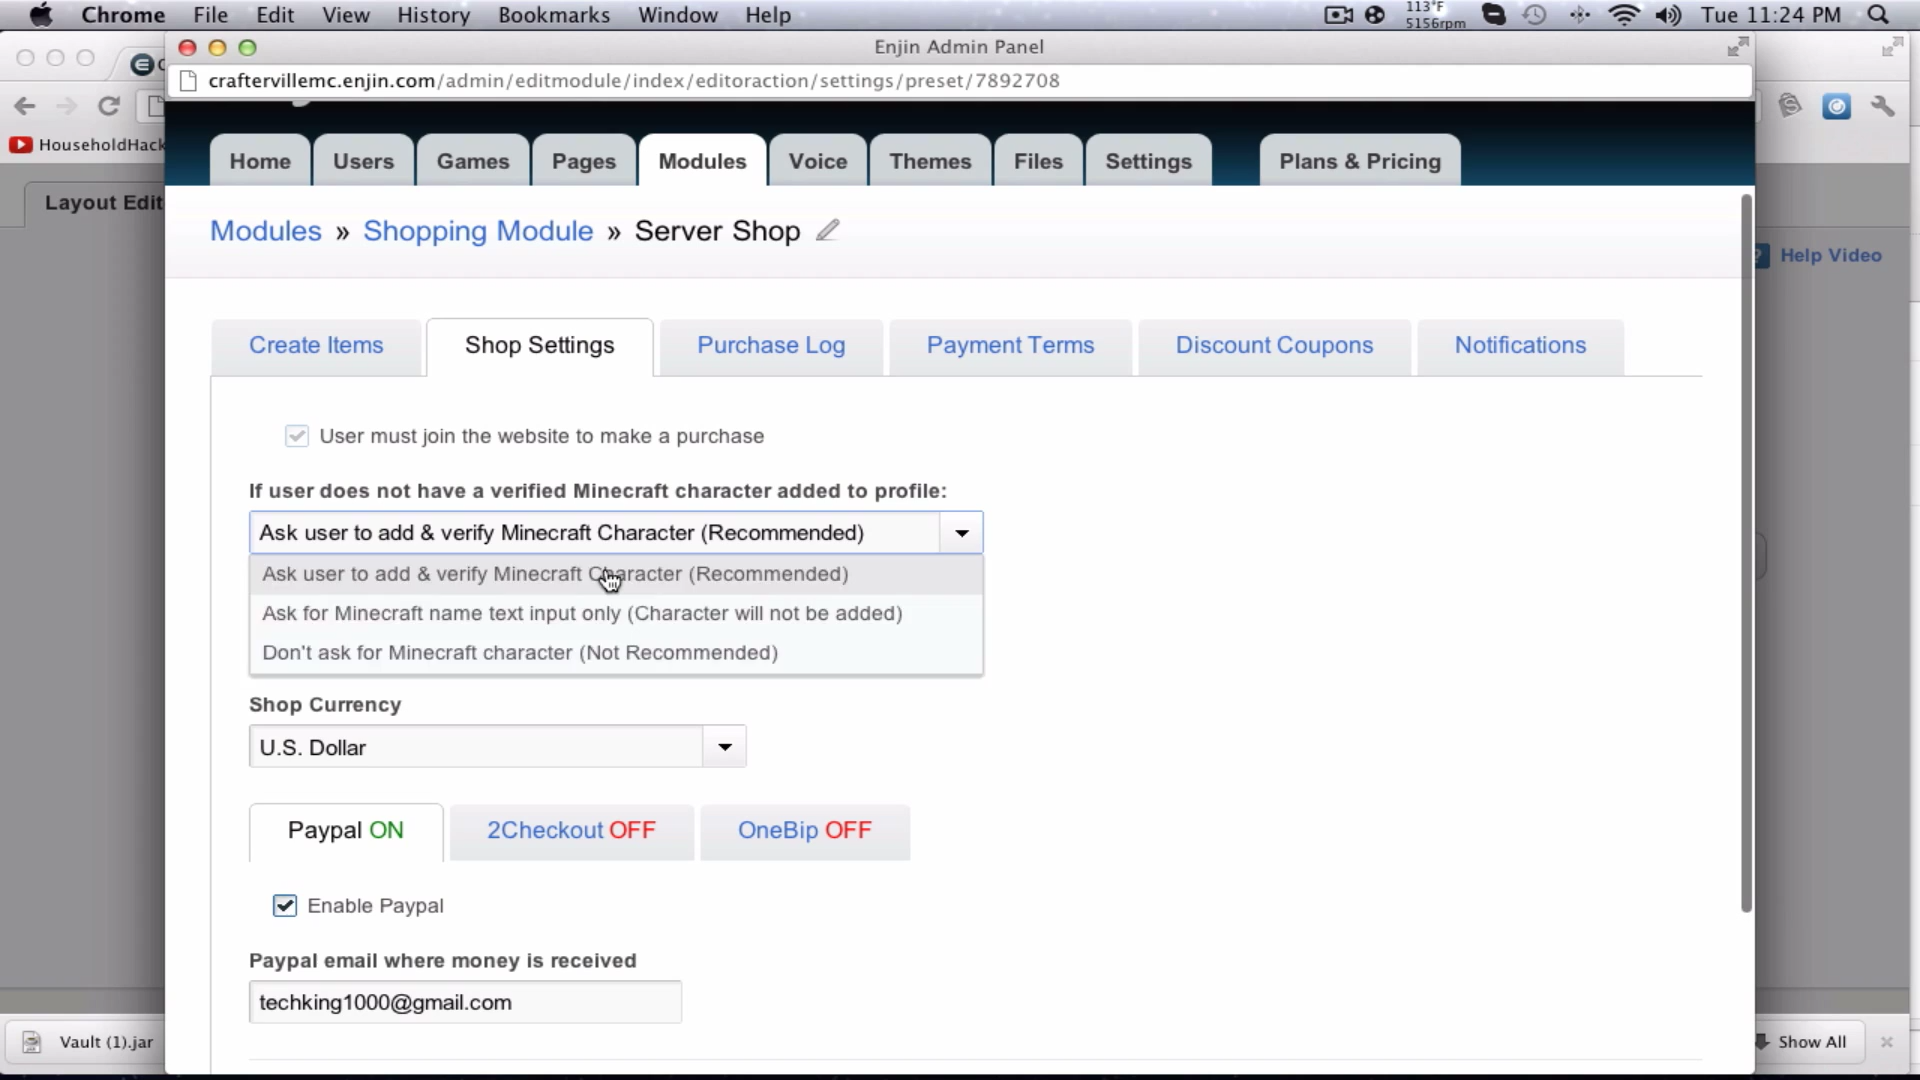 Chrome File Edit View History Bookmarks Window Help 113°F 5156rpm Tue 11:24 PM
Enjin Admin Panel
craftervillemc.enjin.com/admin/editmodule/index/editoraction/settings/preset/7892708
HouseholdHack
Home Users Games Pages Modules Voice Themes Files Settings Plans & Pricing
Layout Edit
Modules » Shopping Module » Server Shop
Help Video
Create Items Shop Settings Purchase Log Payment Terms Discount Coupons Notifications
User must join the website to make a purchase
If user does not have a verified Minecraft character added to profile:
Ask user to add & verify Minecraft Character (Recommended)
Ask user to add & verify Minecraft Character (Recommended)
Ask for Minecraft name text input only (Character will not be added)
Don't ask for Minecraft character (Not Recommended)
Shop Currency
U.S. Dollar
Paypal ON 2Checkout OFF OneBip OFF
Enable Paypal
Paypal email where money is received
techking1000@gmail.com
Vault (1).jar Show All